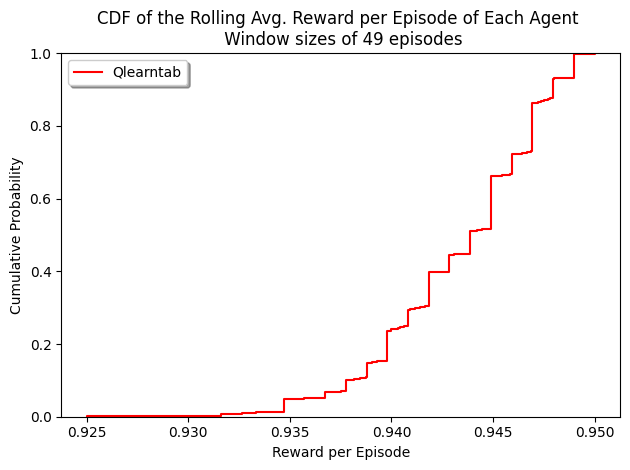 CDF of the Rolling Avg. Reward per Episode of Each Agent
Window sizes of 49 episodes
Qlearntab
Cumulative Probability
1.0
0.8
0.6
0.4
0.2
0.0
0.925 0.930 0.935 0.940 0.945 0.950
Reward per Episode